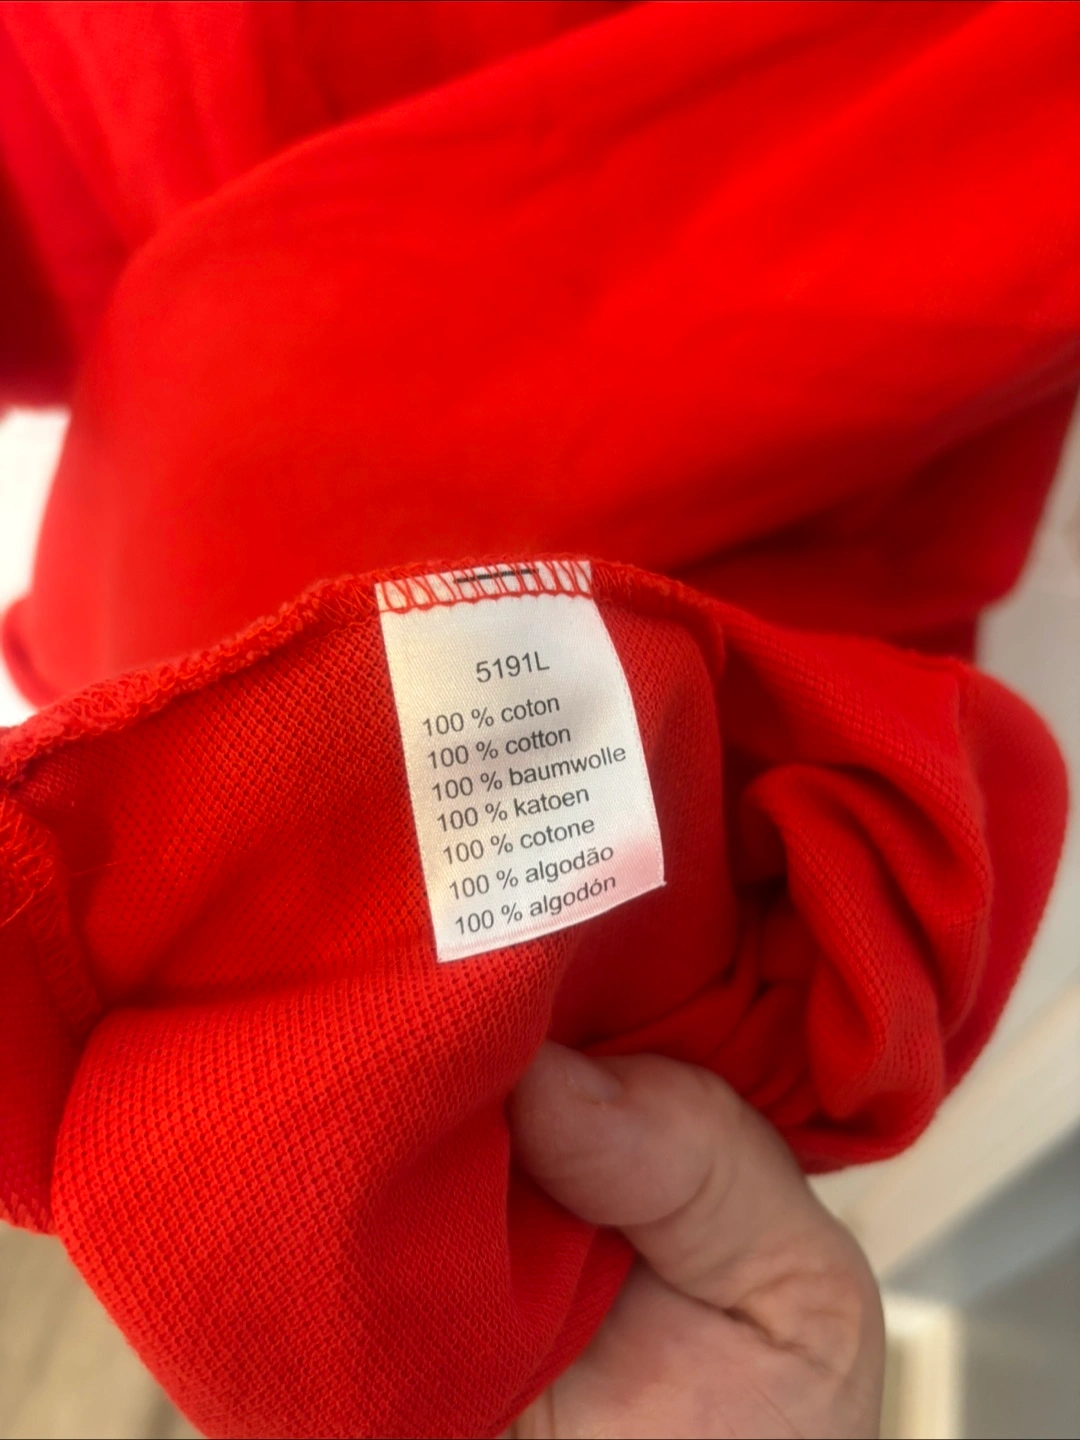 5191L
100 % coton
100 % cotton
100 % baumwolle
100 % katoen
100 % cotone
100 % algodão
100 % algodón